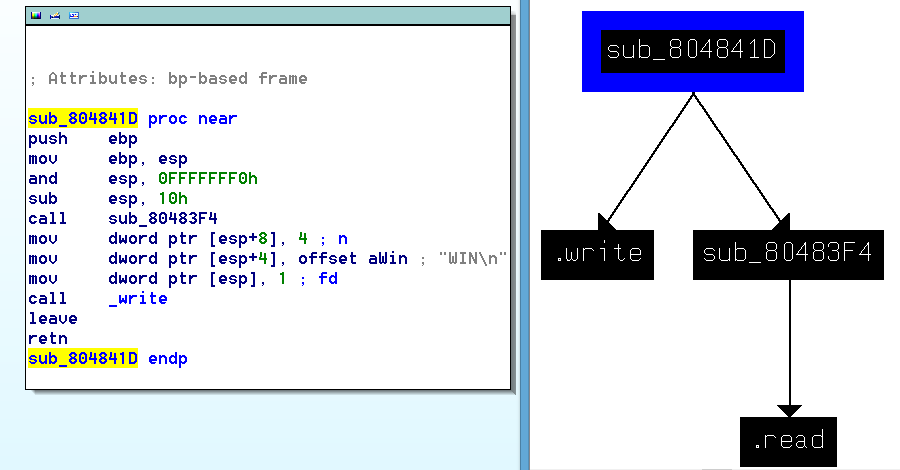 ; Attributes: bp-based frame
sub_804841D proc near
push ebp
mov ebp, esp
and esp, 0FFFFFFF0h
sub esp, 10h
call sub_80483F4
mov dword ptr [esp+8], 4 ; n
mov dword ptr [esp+4], offset aWin ; "WIN\n"
mov dword ptr [esp], 1 ; fd
call _write
leave
retn
sub_804841D endp
sub_804841D
.write
sub_80483F4
.read